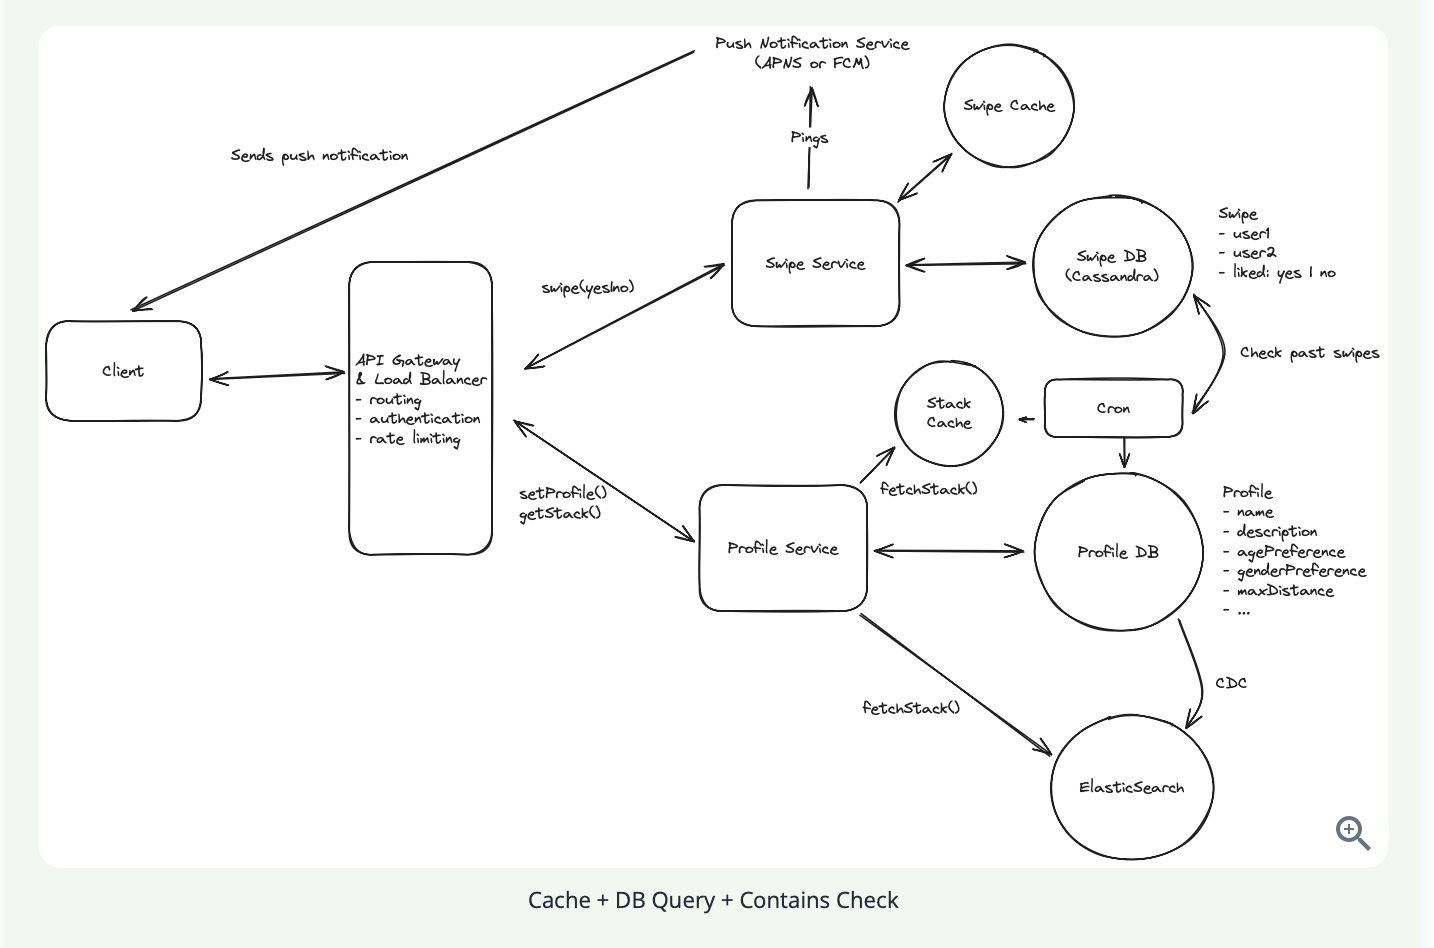 Push Notification Service
(APNS or FCM)
Swipe Cache
Pings
Sends push notification
Swipe Service
Swipe DB
(Cassandra)
Swipe
- user1
- user2
- liked: yes | no
swipe(yes|no)
Client
API Gateway
& Load Balancer
- routing
- authentication
- rate limiting
Check past swipes
Stack
Cache
Cron
fetchStack()
setProfile()
getStack()
Profile Service
Profile DB
Profile
- name
- description
- agePreference
- genderPreference
- maxDistance
- ...
CDC
fetchStack()
ElasticSearch
Cache + DB Query + Contains Check